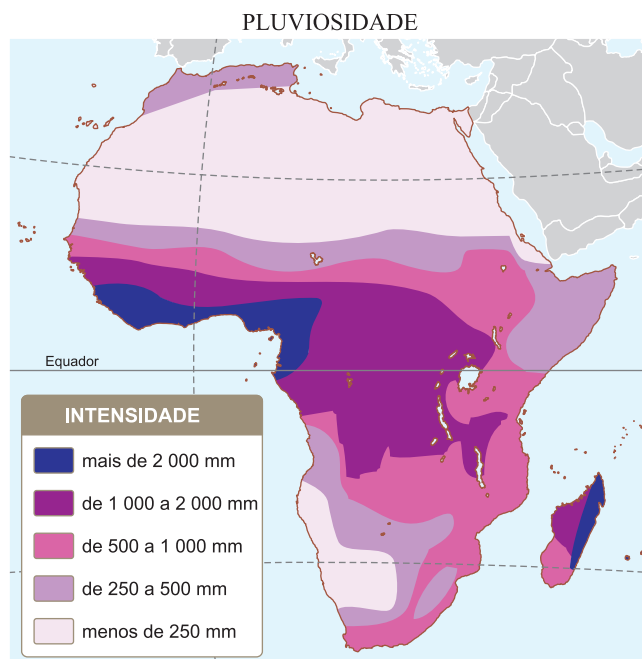 PLUVIOSIDADE
Equador
INTENSIDADE
mais de 2 000 mm
de 1 000 a 2 000 mm
de 500 a 1 000 mm
de 250 a 500 mm
menos de 250 mm